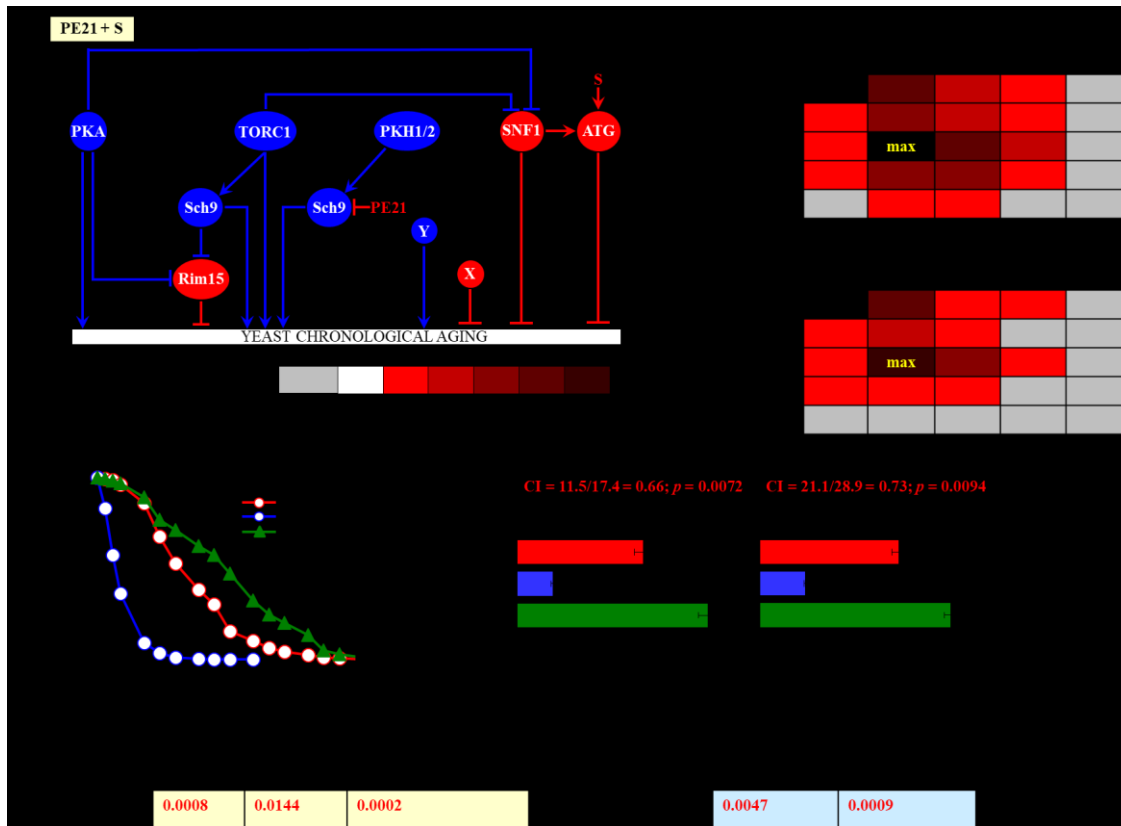 PE21 + S
S
PKA
TORC1
PKH1/2
SNF1
ATG
Sch9
Sch9
PE21
Y
Rim15
X
YEAST CHRONOLOGICAL AGING
max
max
CI = 11.5/17.4 = 0.66; p = 0.0072
CI = 21.1/28.9 = 0.73; p = 0.0094
0.0008
0.0144
0.0002
0.0047
0.0009